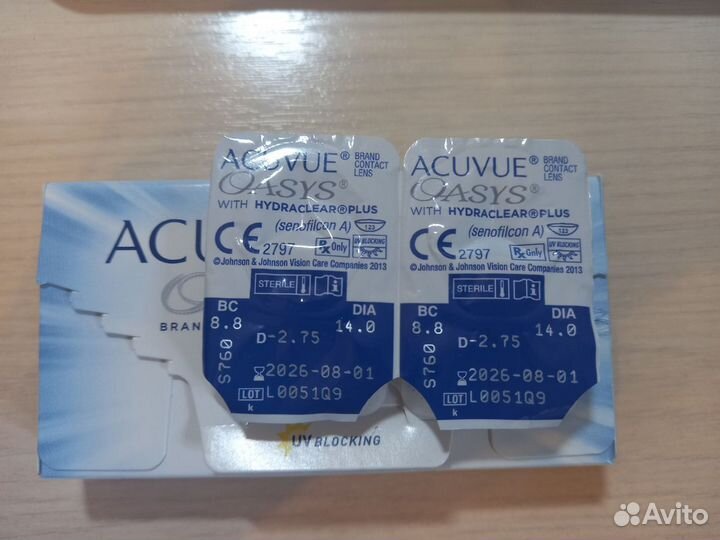 ACUVUE® BRAND CONTACT LENS
OASYS®
WITH HYDRACLEAR®PLUS
(senofilcon A) 123
CE 2797 Rx Only UV BLOCKING
© Johnson & Johnson Vision Care Companies 2013
STERILE i
BC DIA
8.8 14.0
D-2.75
S760
2026-08-01
LOT L0051Q9
k
ACUVUE® BRAND CONTACT LENS
OASYS®
WITH HYDRACLEAR®PLUS
(senofilcon A) 123
CE 2797 Rx Only UV BLOCKING
© Johnson & Johnson Vision Care Companies 2013
STERILE i
BC DIA
8.8 14.0
D-2.75
S760
2026-08-01
LOT L0051Q9
k
ACU
BRAN
UV BLOCKING
Avito